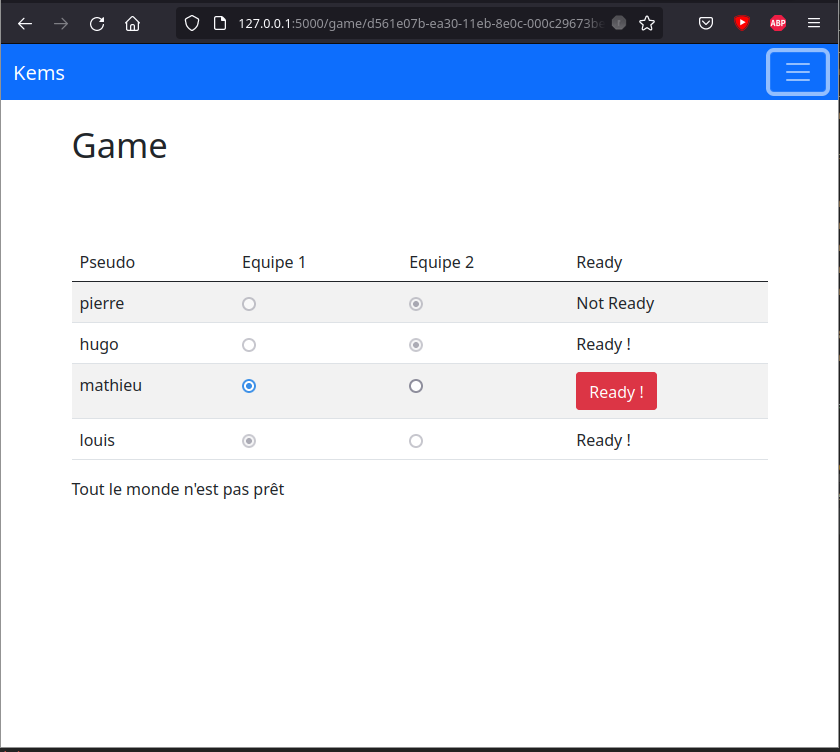 127.0.0.1:5000/game/d561e07b-ea30-11eb-8e0c-000c29673b
ABP
Kems
Game
Pseudo Equipe 1 Equipe 2 Ready
pierre Not Ready
hugo Ready !
mathieu Ready !
louis Ready !
Tout le monde n'est pas prêt